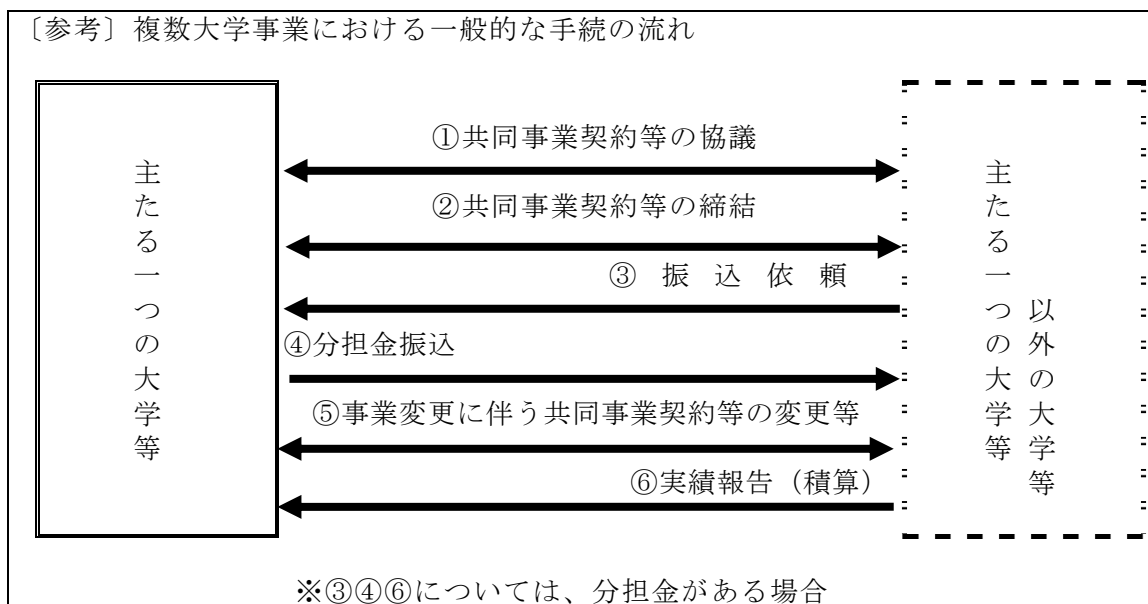 〔参考〕複数大学事業における一般的な手続の流れ
主たる一つの大学等
①共同事業契約等の協議
②共同事業契約等の締結
③ 振 込 依 頼
④分担金振込
⑤事業変更に伴う共同事業契約等の変更等
⑥実績報告（積算）
主たる一つの大学等
以外の大学等
※③④⑥については、分担金がある場合